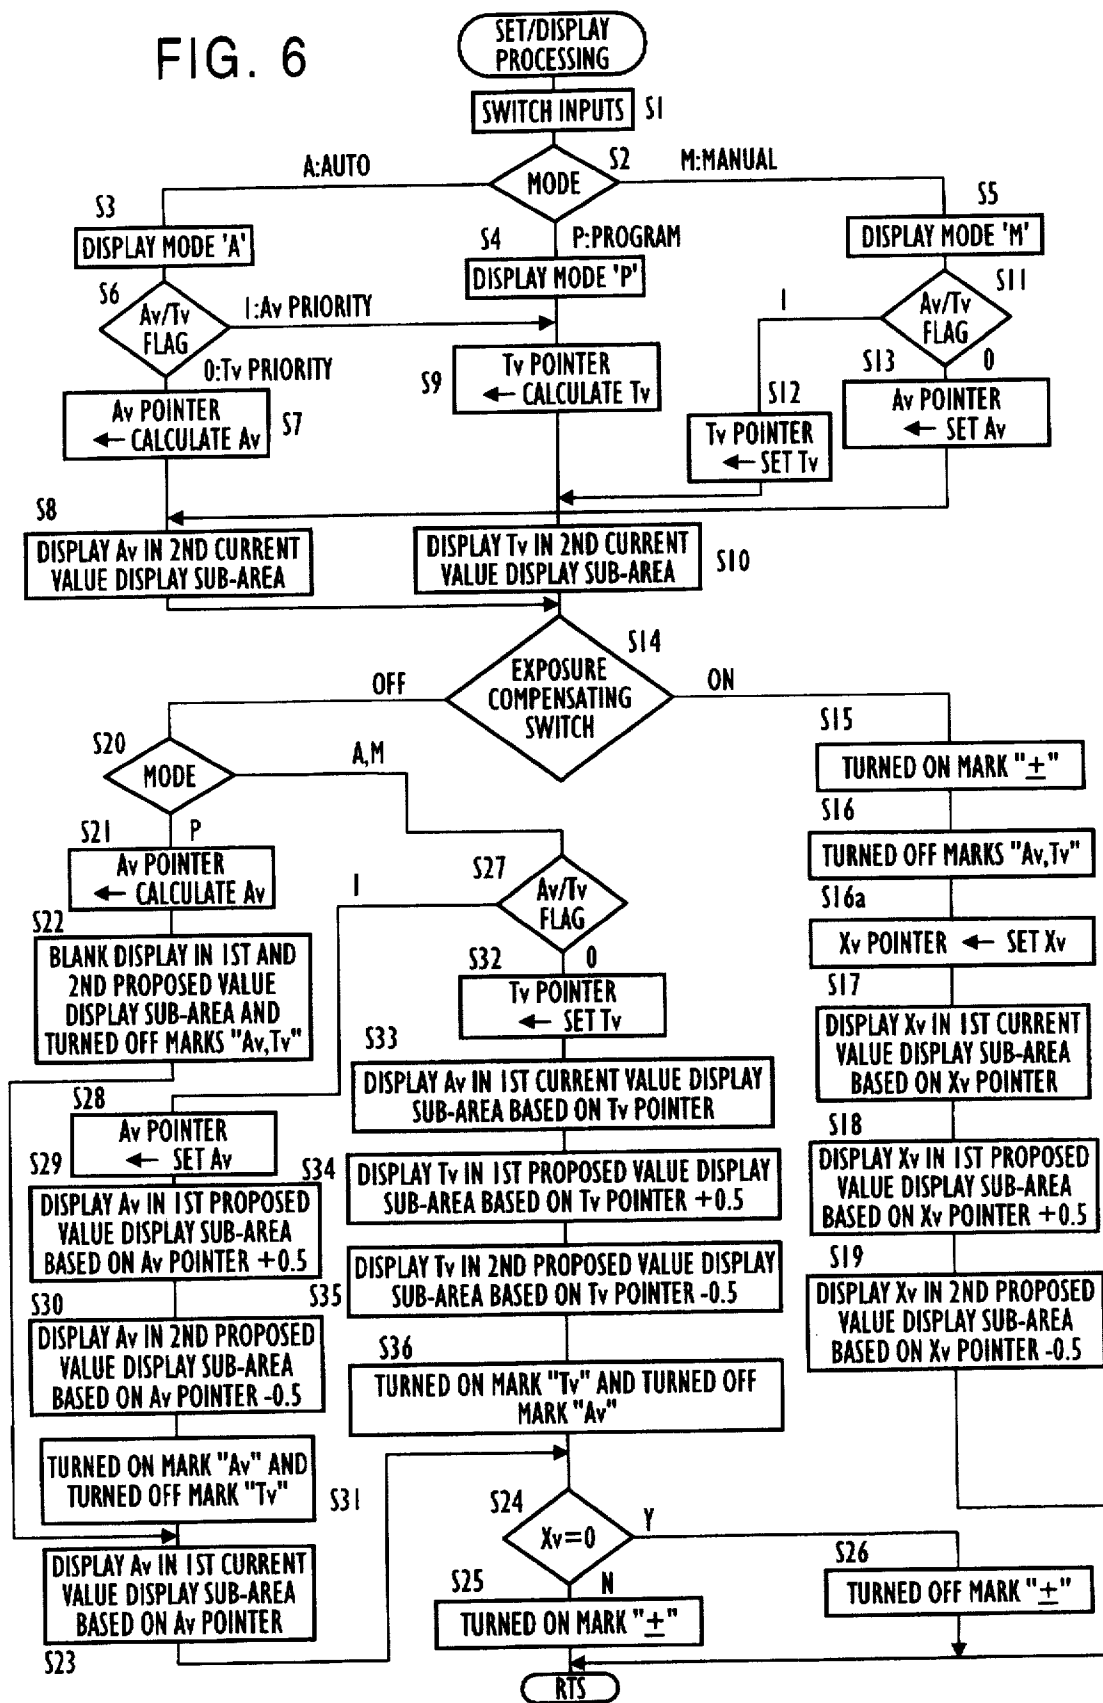 FIG. 6
SET/DISPLAY
PROCESSING
SWITCH INPUTS
S1
S2
MODE
A:AUTO
M:MANUAL
P:PROGRAM
S3
DISPLAY MODE 'A'
S4
DISPLAY MODE 'P'
S5
DISPLAY MODE 'M'
S6
Av/Tv
FLAG
1:Av PRIORITY
0:Tv PRIORITY
Av POINTER
← CALCULATE Av
S7
S9
Tv POINTER
← CALCULATE Tv
S11
Av/Tv
FLAG
1
0
S12
Tv POINTER
← SET Tv
S13
Av POINTER
← SET Av
S8
DISPLAY Av IN 2ND CURRENT
VALUE DISPLAY SUB-AREA
DISPLAY Tv IN 2ND CURRENT
VALUE DISPLAY SUB-AREA
S10
S14
EXPOSURE
COMPENSATING
SWITCH
OFF
ON
S15
TURNED ON MARK "±"
S16
TURNED OFF MARKS "Av,Tv"
S16a
Xv POINTER ← SET Xv
S17
DISPLAY Xv IN 1ST CURRENT
VALUE DISPLAY SUB-AREA
BASED ON Xv POINTER
S18
DISPLAY Xv IN 1ST PROPOSED
VALUE DISPLAY SUB-AREA
BASED ON Xv POINTER +0.5
S19
DISPLAY Xv IN 2ND PROPOSED
VALUE DISPLAY SUB-AREA
BASED ON Xv POINTER -0.5
S20
MODE
A,M
P
S21
Av POINTER
← CALCULATE Av
S22
BLANK DISPLAY IN 1ST AND
2ND PROPOSED VALUE
DISPLAY SUB-AREA AND
TURNED OFF MARKS "Av,Tv"
S27
Av/Tv
FLAG
1
0
S28
Av POINTER
← SET Av
S29
DISPLAY Av IN 1ST PROPOSED
VALUE DISPLAY SUB-AREA
BASED ON Av POINTER +0.5
S30
DISPLAY Av IN 2ND PROPOSED
VALUE DISPLAY SUB-AREA
BASED ON Av POINTER -0.5
TURNED ON MARK "Av" AND
TURNED OFF MARK "Tv"
S31
DISPLAY Av IN 1ST CURRENT
VALUE DISPLAY SUB-AREA
BASED ON Av POINTER
S23
S32
Tv POINTER
← SET Tv
S33
DISPLAY Av IN 1ST CURRENT VALUE DISPLAY
SUB-AREA BASED ON Tv POINTER
S34
DISPLAY Tv IN 1ST PROPOSED VALUE DISPLAY
SUB-AREA BASED ON Tv POINTER +0.5
S35
DISPLAY Tv IN 2ND PROPOSED VALUE DISPLAY
SUB-AREA BASED ON Tv POINTER -0.5
S36
TURNED ON MARK "Tv" AND TURNED OFF
MARK "Av"
S24
Xv=0
Y
N
S25
TURNED ON MARK "±"
S26
TURNED OFF MARK "±"
RTS